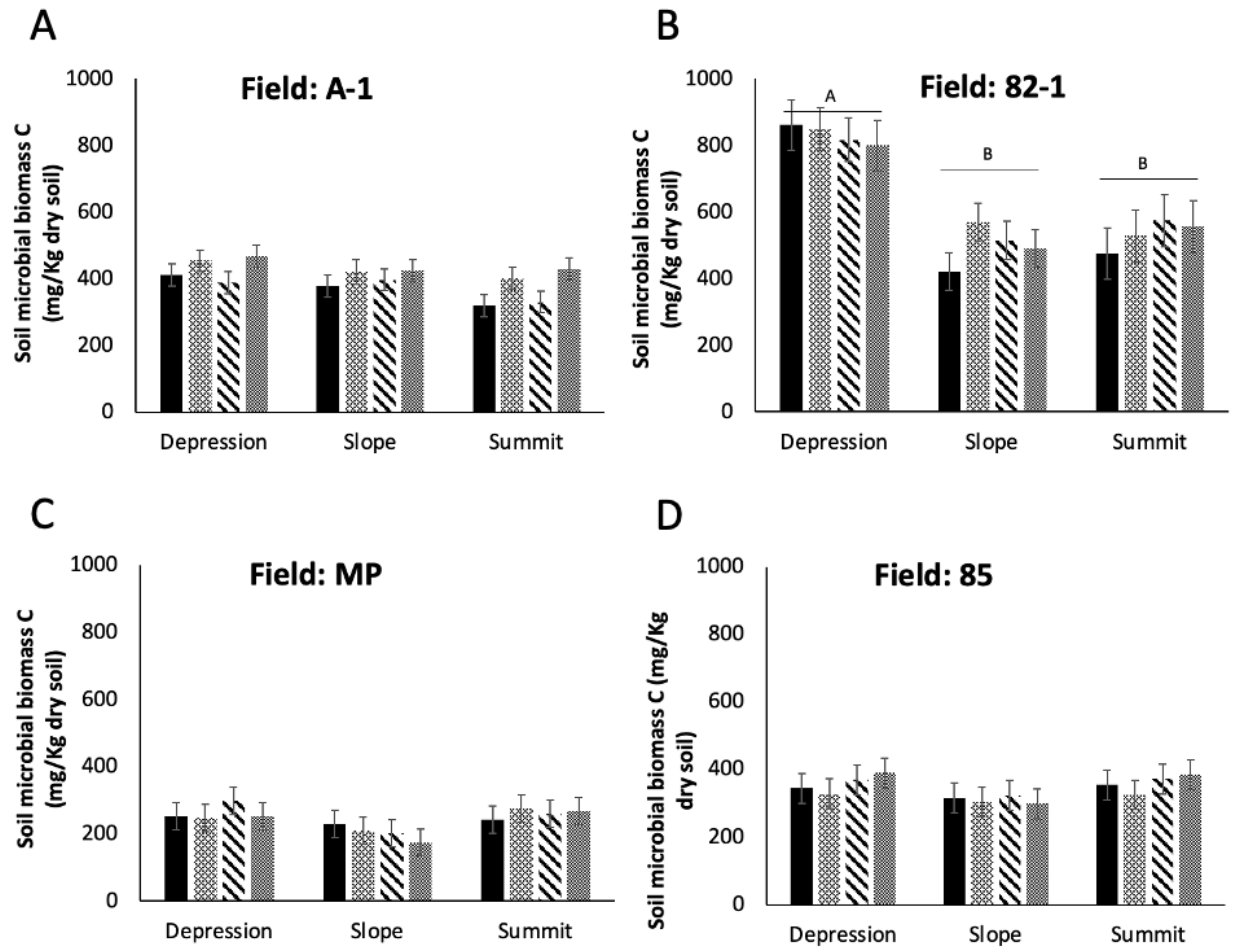 A
Field: A-1
Soil microbial biomass C
(mg/Kg dry soil)
1000
800
600
400
200
0
Depression
Slope
Summit
B
Field: 82-1
Soil microbial biomass C
(mg/Kg dry soil)
1000
800
600
400
200
0
A
B
B
Depression
Slope
Summit
C
Field: MP
Soil microbial biomass C
(mg/Kg dry soil)
1000
800
600
400
200
0
Depression
Slope
Summit
D
Field: 85
Soil microbial biomass C (mg/Kg
dry soil)
1000
800
600
400
200
0
Depression
Slope
Summit